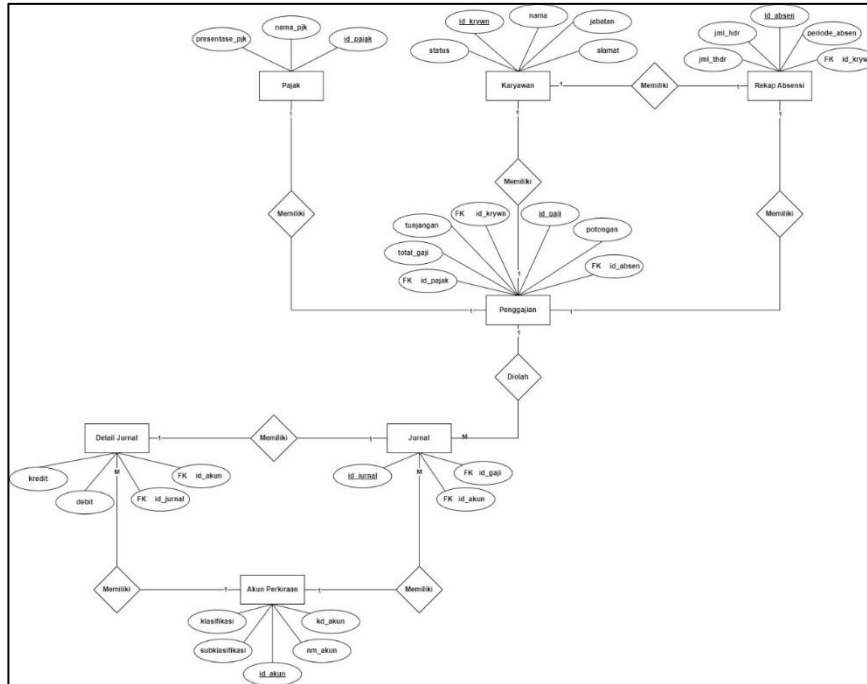 presentase_pjk
nama_pjk
id_pajak
Pajak
id_krywn
nama
jabatan
status
alamat
Karyawan
1
Memiliki
1
id_absen
jml_hdr
periode_absen
jml_thdr
FK id_kryw
Rekap Absensi
1
1
1
Memiliki
Memiliki
Memiliki
tunjangan
FK id_krywn
id_gaji
potongan
total_gaji
FK id_absen
FK id_pajak
1
1
Penggajian
1
1
Diolah
Detail Jurnal
1
Memiliki
1
Jurnal
M
kredit
debit
FK id_jurnal
FK id_akun
id_jurnal
FK id_gaji
FK id_akun
M
M
Memiliki
1
Akun Perkiraan
1
Memiliki
klasifikasi
kd_akun
subklasifikasi
nm_akun
id_akun